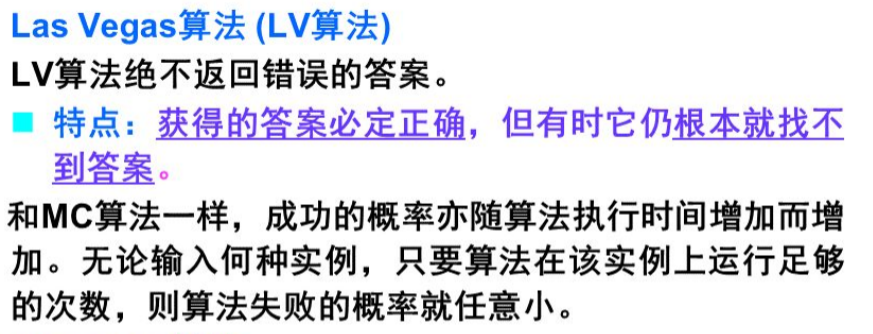 Las Vegas算法 (LV算法)
LV算法绝不返回错误的答案。
特点：获得的答案必定正确，但有时它仍根本就找不
到答案。
和MC算法一样，成功的概率亦随算法执行时间增加而增
加。无论输入何种实例，只要算法在该实例上运行足够
的次数，则算法失败的概率就任意小。